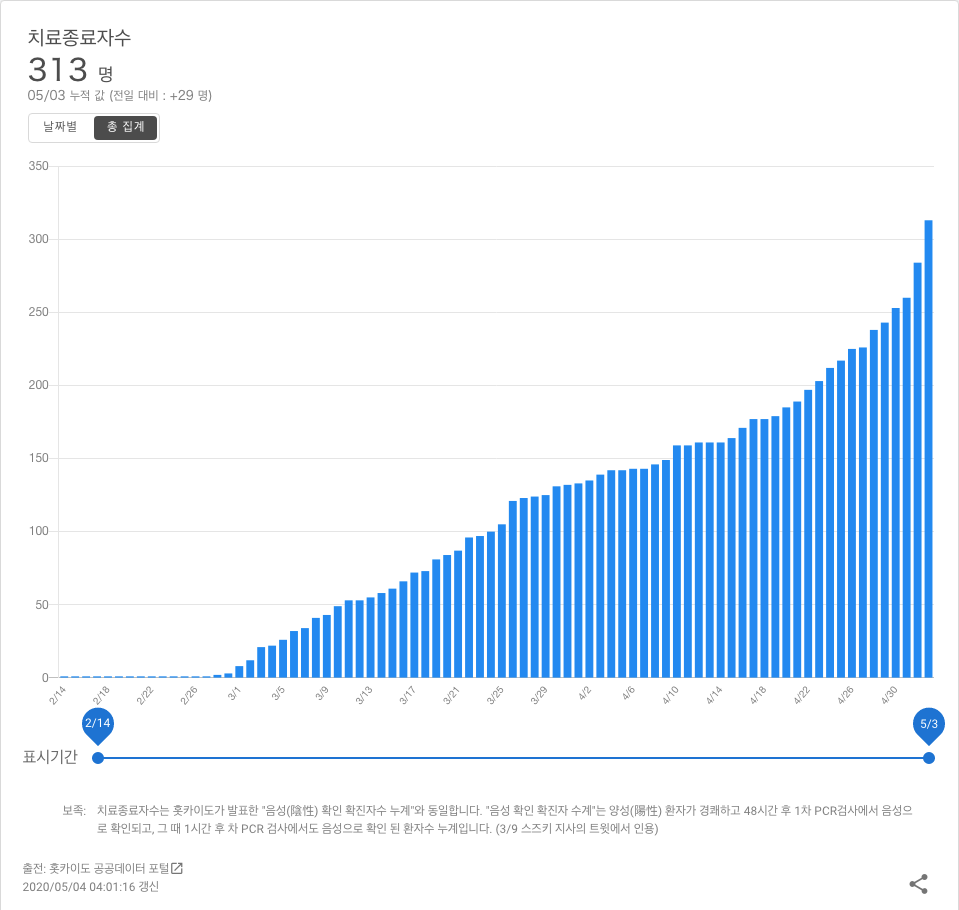 치료종료자수
313 명
05/03 누적 값 (전일 대비 : +29 명)
날짜별 총 집계
350
300
250
200
150
100
50
0
2/14 2/18 2/22 2/26 3/1 3/5 3/9 3/13 3/17 3/21 3/25 3/29 4/2 4/6 4/10 4/14 4/18 4/22 4/26 4/30
2/14 5/3
표시기간
보족: 치료종료자수는 홋카이도가 발표한 "음성(陰性) 확인 확진자수 누계"와 동일합니다. "음성 확인 확진자 수계"는 양성(陽性) 환자가 경쾌하고 48시간 후 1차 PCR검사에서 음성으
로 확인되고, 그 때 1시간 후 차 PCR 검사에서도 음성으로 확인 된 환자수 누계입니다. (3/9 스즈키 지사의 트윗에서 인용)
출전: 홋카이도 공공데이터 포털
2020/05/04 04:01:16 갱신